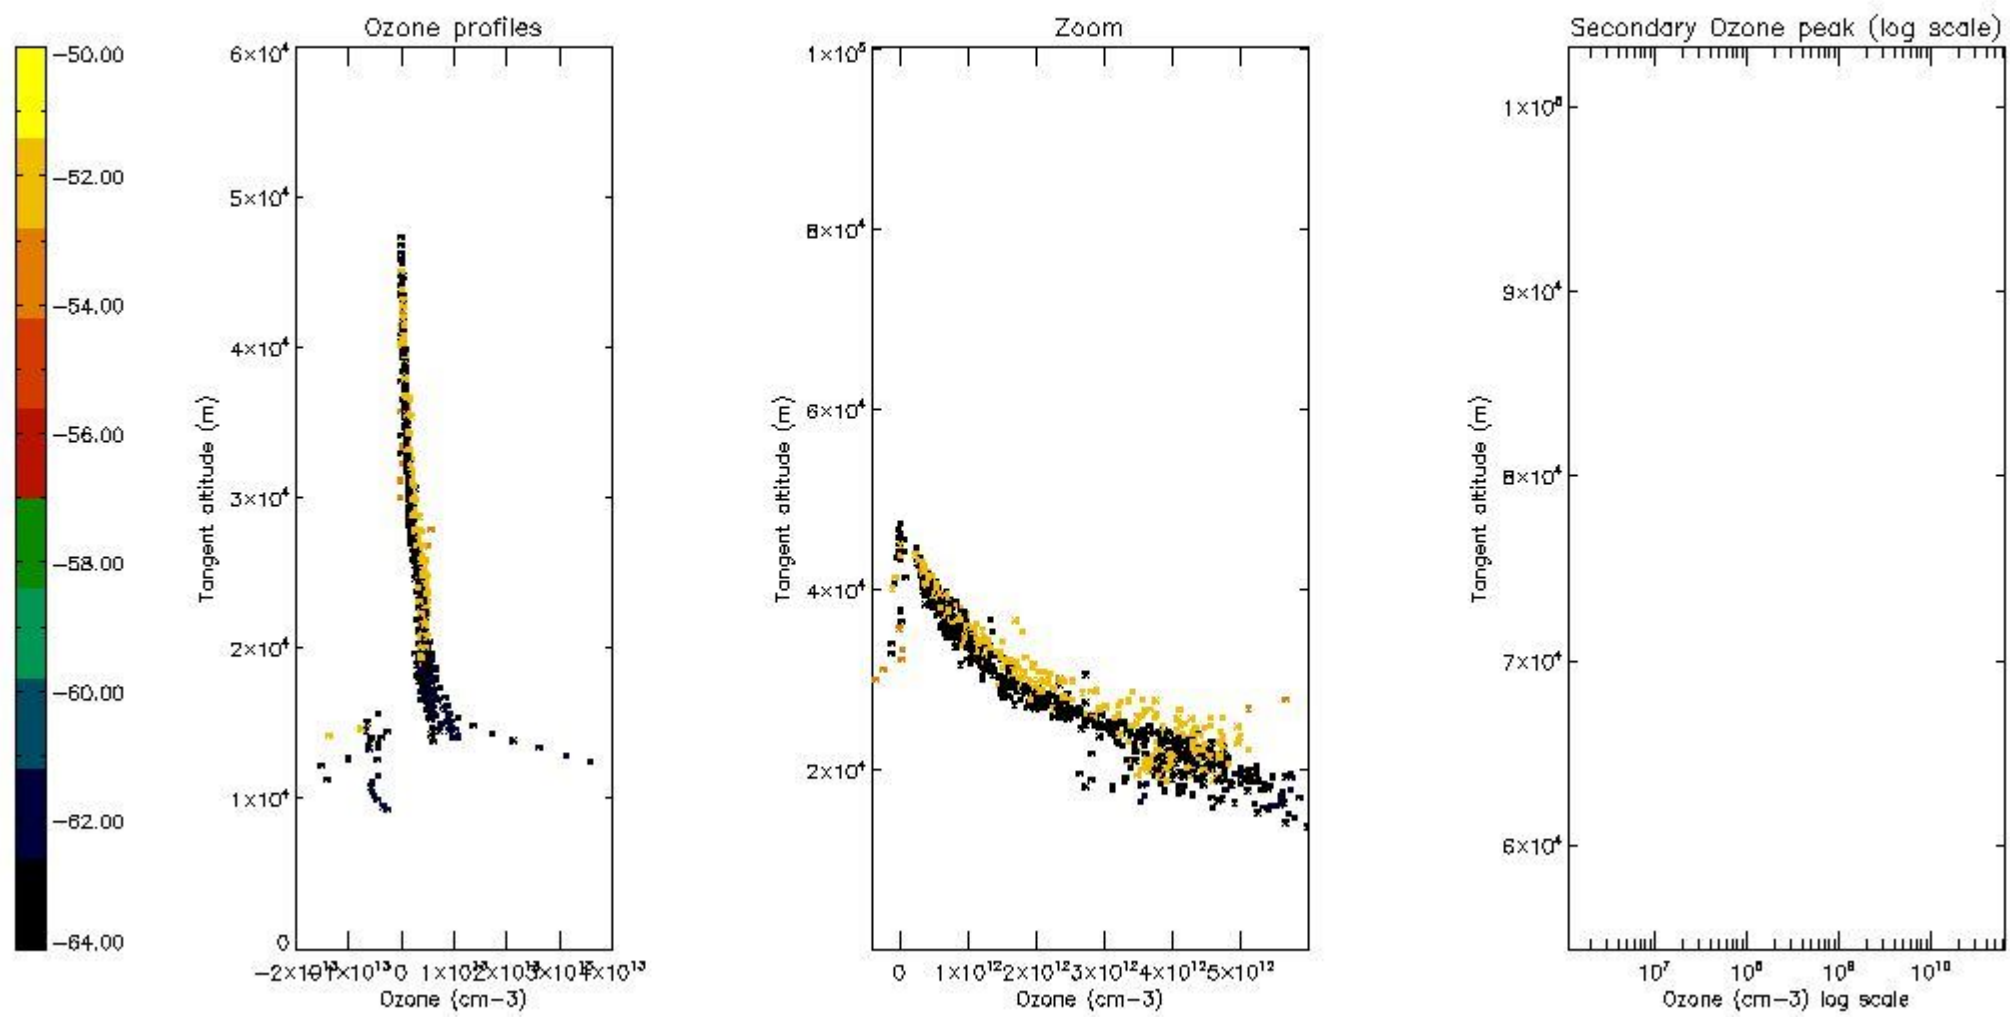 Ozone profiles
Zoom
Secondary Ozone peak (log scale)
-50.00
-52.00
-54.00
-56.00
-58.00
-60.00
-62.00
-64.00
6×10⁴
5×10⁴
4×10⁴
3×10⁴
2×10⁴
1×10⁴
0
Tangent altitude (m)
0
Ozone (cm-3)
1×10⁵
8×10⁴
6×10⁴
4×10⁴
2×10⁴
Tangent altitude (m)
0 1×10¹² 2×10¹² 3×10¹² 4×10¹² 5×10¹²
Ozone (cm-3)
9×10⁴
8×10⁴
7×10⁴
6×10⁴
Tangent altitude (m)
10⁷ 10⁸ 10⁹ 10¹⁰
Ozone (cm-3) log scale